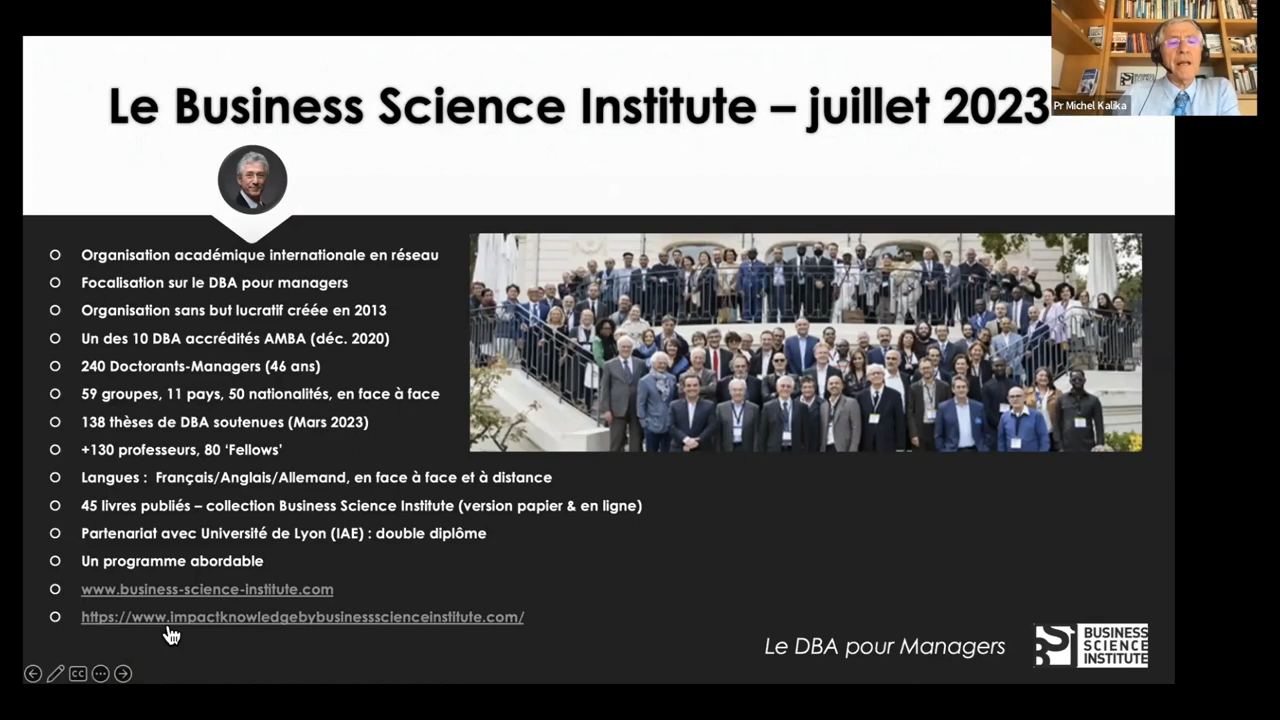 Le Business Science Institute – juillet 2023
Pr Michel Kalika
Organisation académique internationale en réseau
Focalisation sur le DBA pour managers
Organisation sans but lucratif créée en 2013
Un des 10 DBA accrédités AMBA (déc. 2020)
240 Doctorants-Managers (46 ans)
59 groupes, 11 pays, 50 nationalités, en face à face
138 thèses de DBA soutenues (Mars 2023)
+130 professeurs, 80 ‘Fellows’
Langues :  Français/Anglais/Allemand, en face à face et à distance
45 livres publiés – collection Business Science Institute (version papier & en ligne)
Partenariat avec Université de Lyon (IAE) : double diplôme
Un programme abordable
www.business-science-institute.com
https://www.impactknowledgebybusinessscienceinstitute.com/
Le DBA pour Managers
BUSINESS
SCIENCE
INSTITUTE
CC